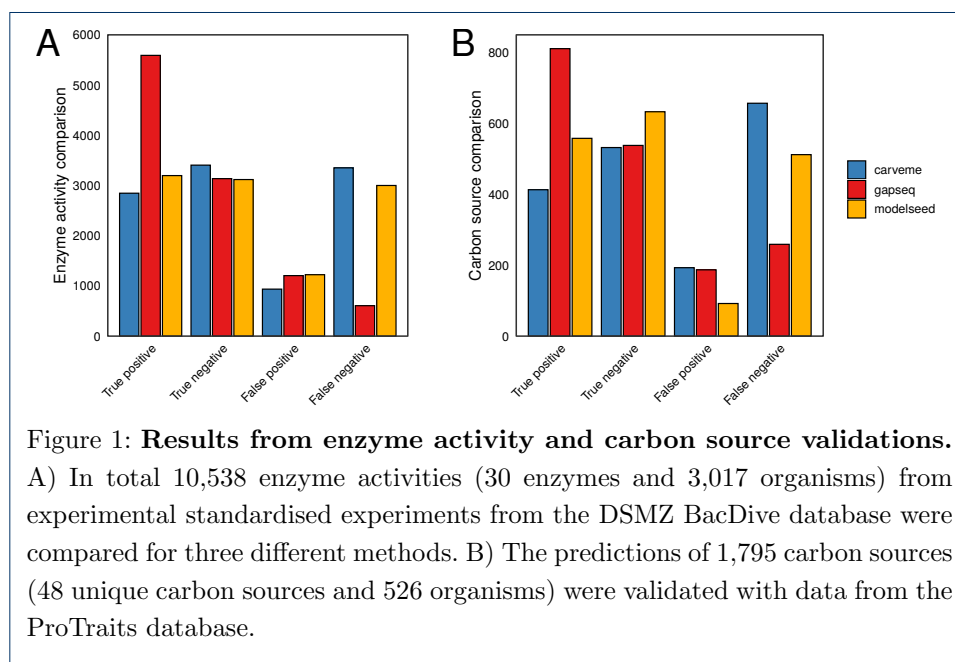 A
6000
5000
4000
3000
2000
1000
0
Enzyme activity comparison
True positive
True negative
False positive
False negative
B
800
600
400
200
0
Carbon source comparison
True positive
True negative
False positive
False negative
carveme
gapseq
modelseed
Figure 1: Results from enzyme activity and carbon source validations.
A) In total 10,538 enzyme activities (30 enzymes and 3,017 organisms) from
experimental standardised experiments from the DSMZ BacDive database were
compared for three different methods. B) The predictions of 1,795 carbon sources
(48 unique carbon sources and 526 organisms) were validated with data from the
ProTraits database.